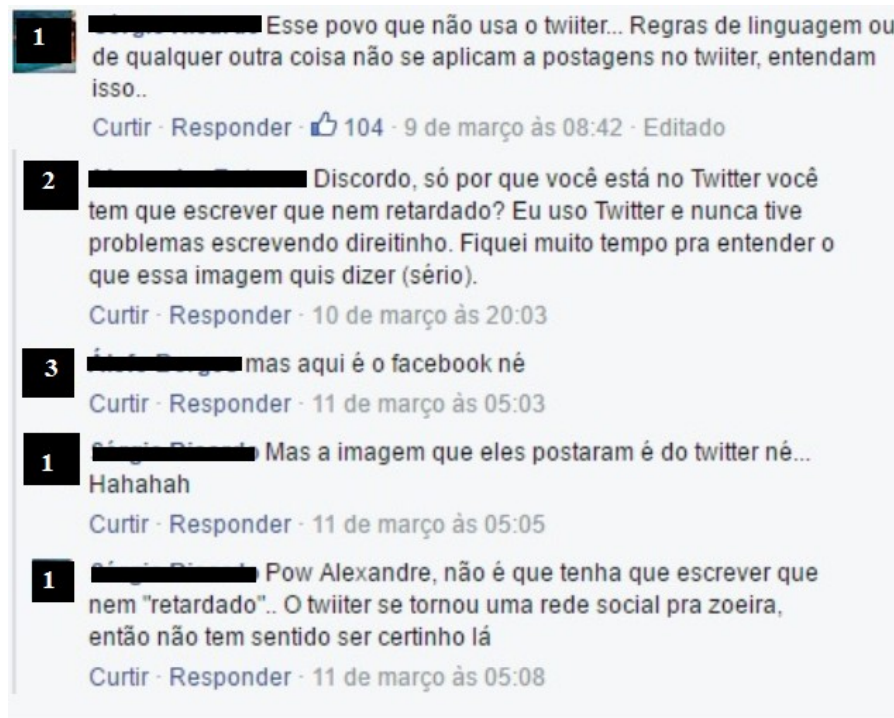 1 Esse povo que não usa o twiiter... Regras de linguagem ou
de qualquer outra coisa não se aplicam a postagens no twiiter, entendam
isso..
Curtir · Responder · 104 · 9 de março às 08:42 · Editado
2 Discordo, só por que você está no Twitter você
tem que escrever que nem retardado? Eu uso Twitter e nunca tive
problemas escrevendo direitinho. Fiquei muito tempo pra entender o
que essa imagem quis dizer (sério).
Curtir · Responder · 10 de março às 20:03
3 mas aqui é o facebook né
Curtir · Responder · 11 de março às 05:03
1 Mas a imagem que eles postaram é do twitter né...
Hahahah
Curtir · Responder · 11 de março às 05:05
1 Pow Alexandre, não é que tenha que escrever que
nem "retardado".. O twiiter se tornou uma rede social pra zoeira,
então não tem sentido ser certinho lá
Curtir · Responder · 11 de março às 05:08